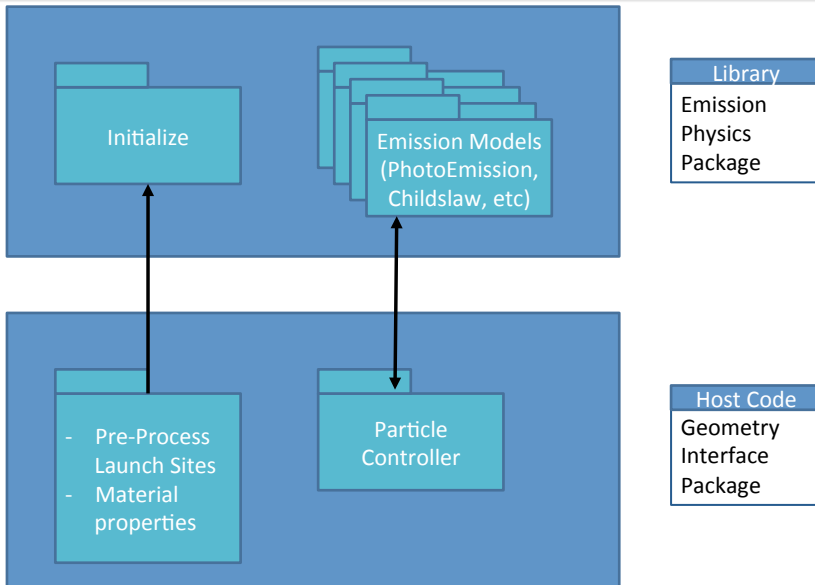 Initialize
Emission Models
(PhotoEmission,
Childslaw, etc)
Library
Emission
Physics
Package
- Pre-Process
Launch Sites
- Material
properties
Particle
Controller
Host Code
Geometry
Interface
Package